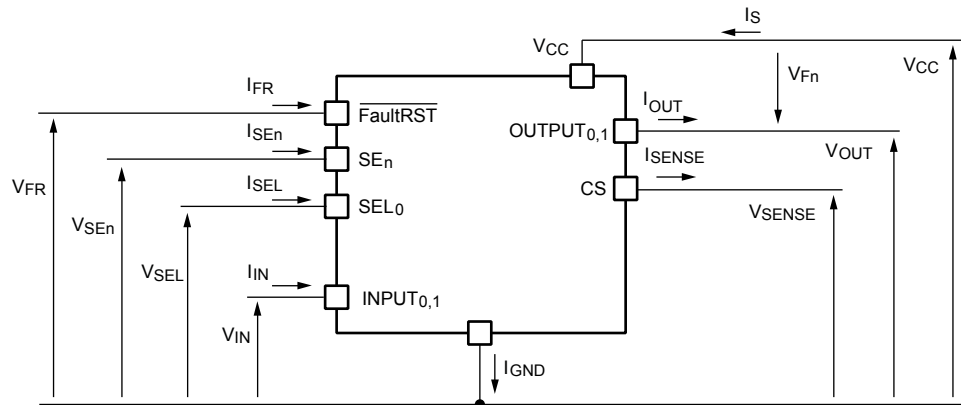 I_S
V_CC
V_CC
V_Fn
I_FR
FaultRST
I_OUT
OUTPUT_0,1
I_SEn
SE_n
V_OUT
I_SENSE
V_FR
I_SEL
SEL_0
CS
V_SEn
V_SENSE
V_SEL
I_IN
INPUT_0,1
V_IN
I_GND